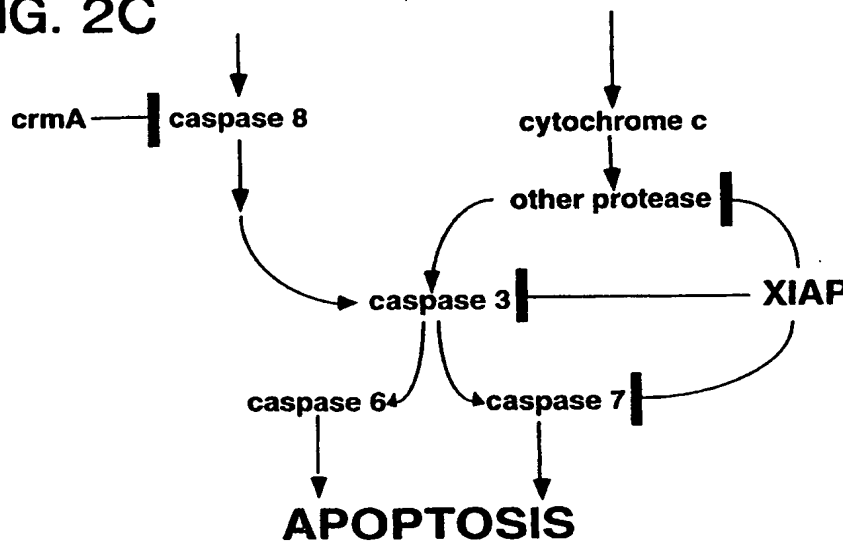 IG. 2C
crmA
caspase 8
cytochrome c
other protease
caspase 3
XIAP
caspase 6
caspase 7
APOPTOSIS